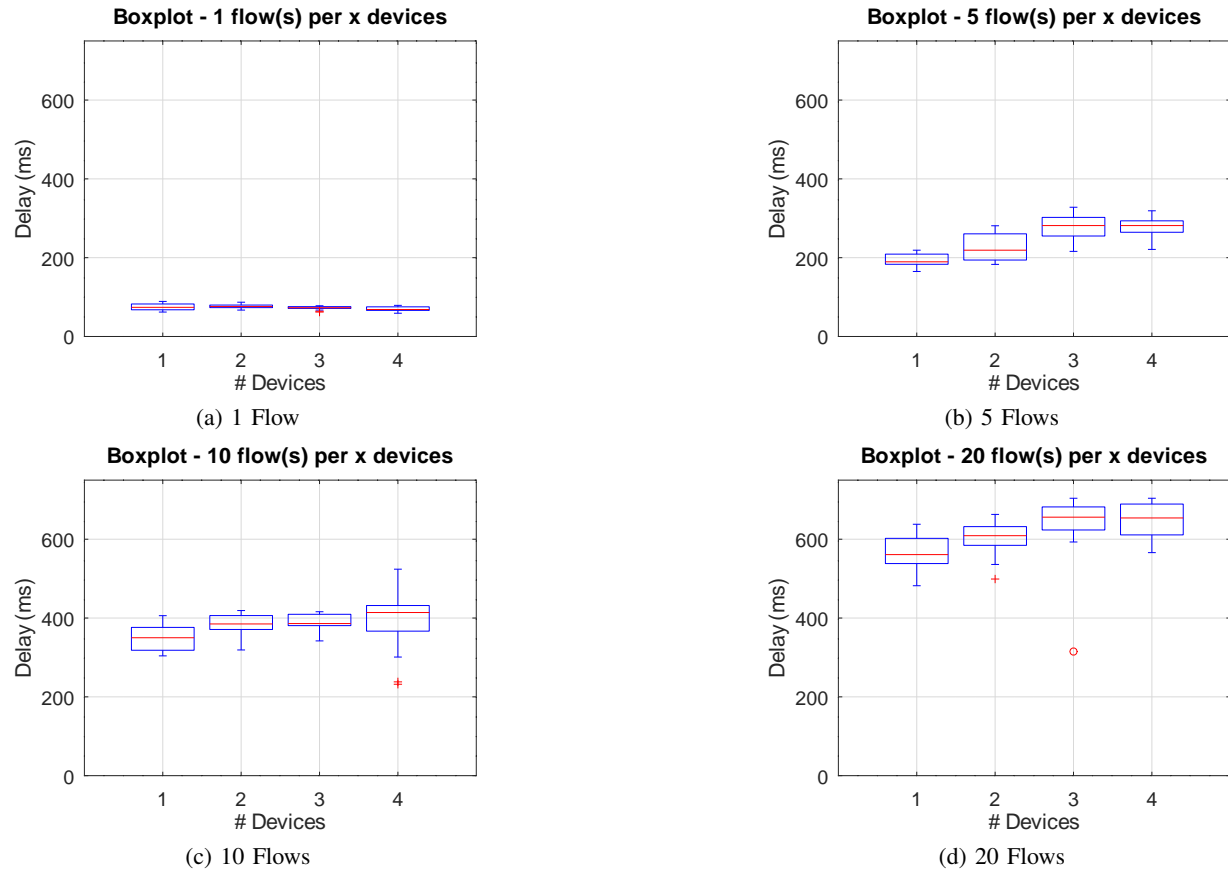 Boxplot - 1 flow(s) per x devices
600
400
200
0
Delay (ms)
1 2 3 4
# Devices
(a) 1 Flow
Boxplot - 5 flow(s) per x devices
600
400
200
0
Delay (ms)
1 2 3 4
# Devices
(b) 5 Flows
Boxplot - 10 flow(s) per x devices
600
400
200
0
Delay (ms)
1 2 3 4
# Devices
(c) 10 Flows
Boxplot - 20 flow(s) per x devices
600
400
200
0
Delay (ms)
1 2 3 4
# Devices
(d) 20 Flows